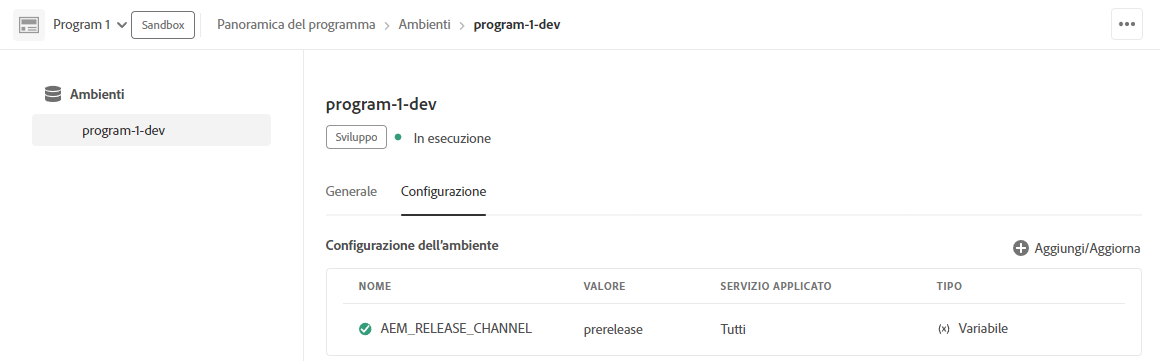 Program 1 Sandbox Panoramica del programma > Ambienti > program-1-dev
Ambienti
program-1-dev
program-1-dev
Sviluppo In esecuzione
Generale Configurazione
Configurazione dell'ambiente
Aggiungi/Aggiorna
NOME VALORE SERVIZIO APPLICATO TIPO
AEM_RELEASE_CHANNEL prerelease Tutti (x) Variabile